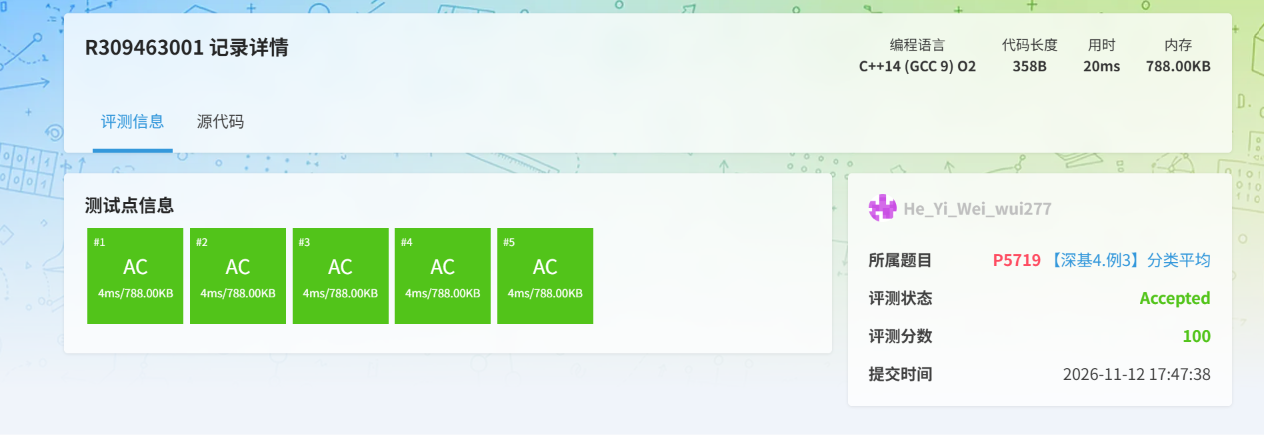 R309463001 记录详情
编程语言 代码长度 用时 内存
C++14 (GCC 9) O2 358B 20ms 788.00KB
评测信息 源代码
测试点信息
#1 #2 #3 #4 #5
AC AC AC AC AC
4ms/788.00KB 4ms/788.00KB 4ms/788.00KB 4ms/788.00KB 4ms/788.00KB
He_Yi_Wei_wui277
所属题目 P5719 【深基4.例3】分类平均
评测状态 Accepted
评测分数 100
提交时间 2026-11-12 17:47:38